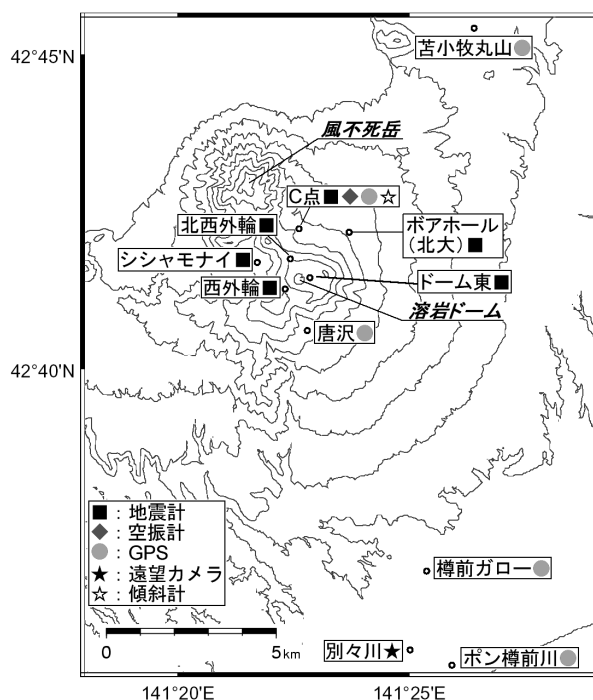 42°45'N
苫小牧丸山
風不死岳
C点
北西外輪
ボアホール
（北大）
シシャモナイ
ドーム東
西外輪
溶岩ドーム
唐沢
42°40'N
■：地震計
◆：空振計
●：GPS
★：遠望カメラ
☆：傾斜計
樽前ガロー
0 5km
別々川
ポン樽前川
141°20'E 141°25'E